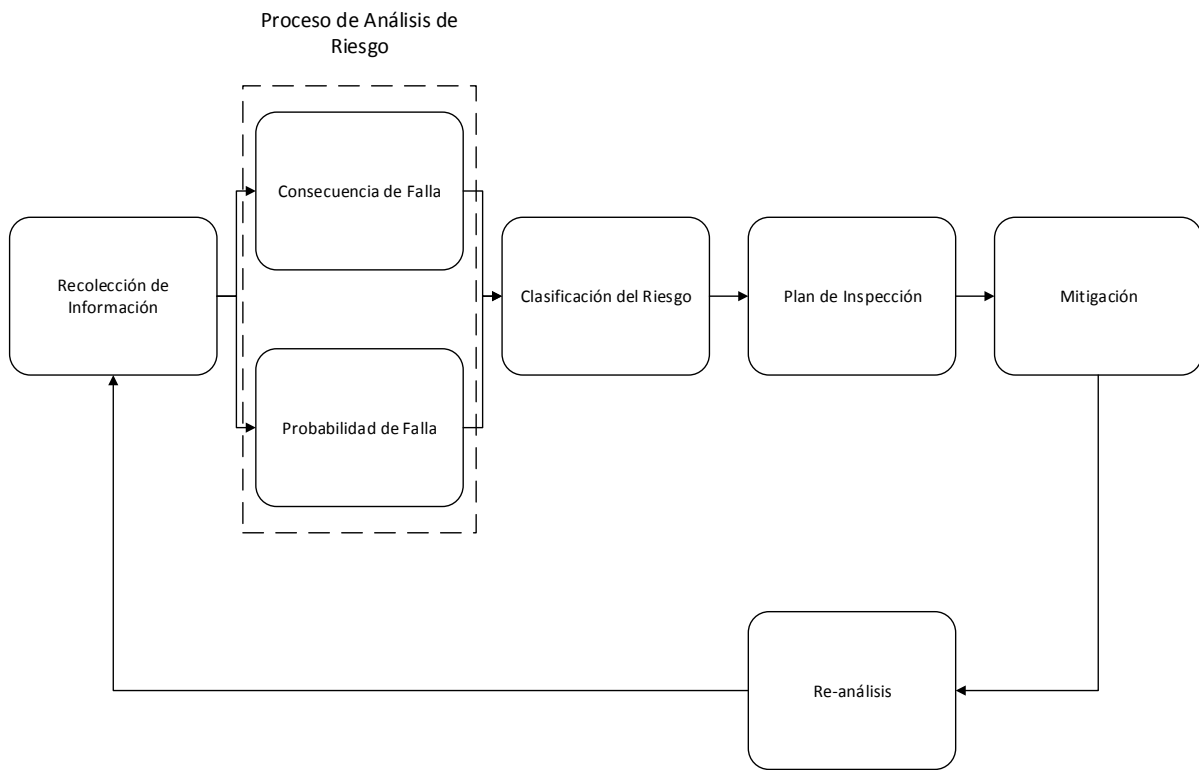 Proceso de Análisis de
Riesgo
Consecuencia de Falla
Recolección de
Información
Clasificación del Riesgo
Plan de Inspección
Mitigación
Probabilidad de Falla
Re-análisis